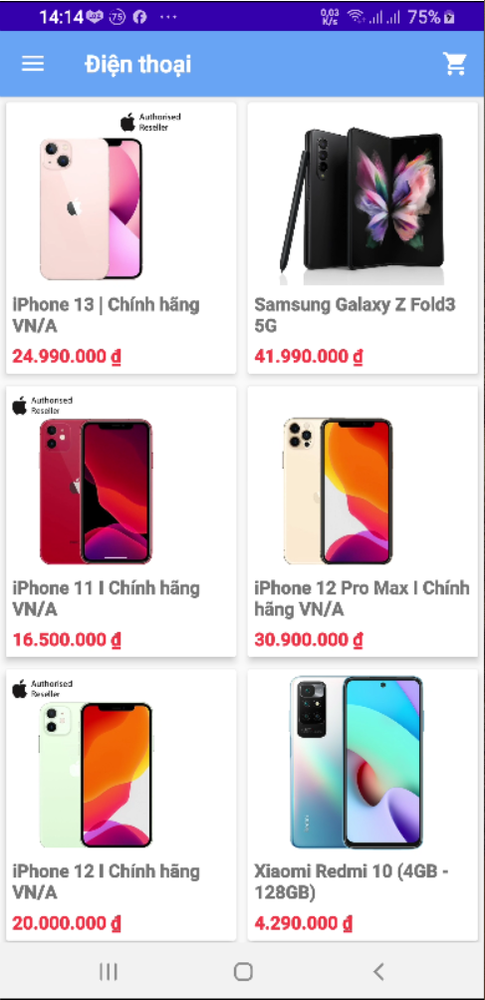 14:14 75 0,03 K/s 75%
Điện thoại
Authorised
Reseller
iPhone 13 | Chính hãng
VN/A
24.990.000 ₫
Samsung Galaxy Z Fold3
5G
41.990.000 ₫
Authorised
Reseller
iPhone 11 I Chính hãng
VN/A
16.500.000 ₫
iPhone 12 Pro Max I Chính
hãng VN/A
30.900.000 ₫
Authorised
Reseller
iPhone 12 I Chính hãng
VN/A
20.000.000 ₫
Xiaomi Redmi 10 (4GB -
128GB)
4.290.000 ₫